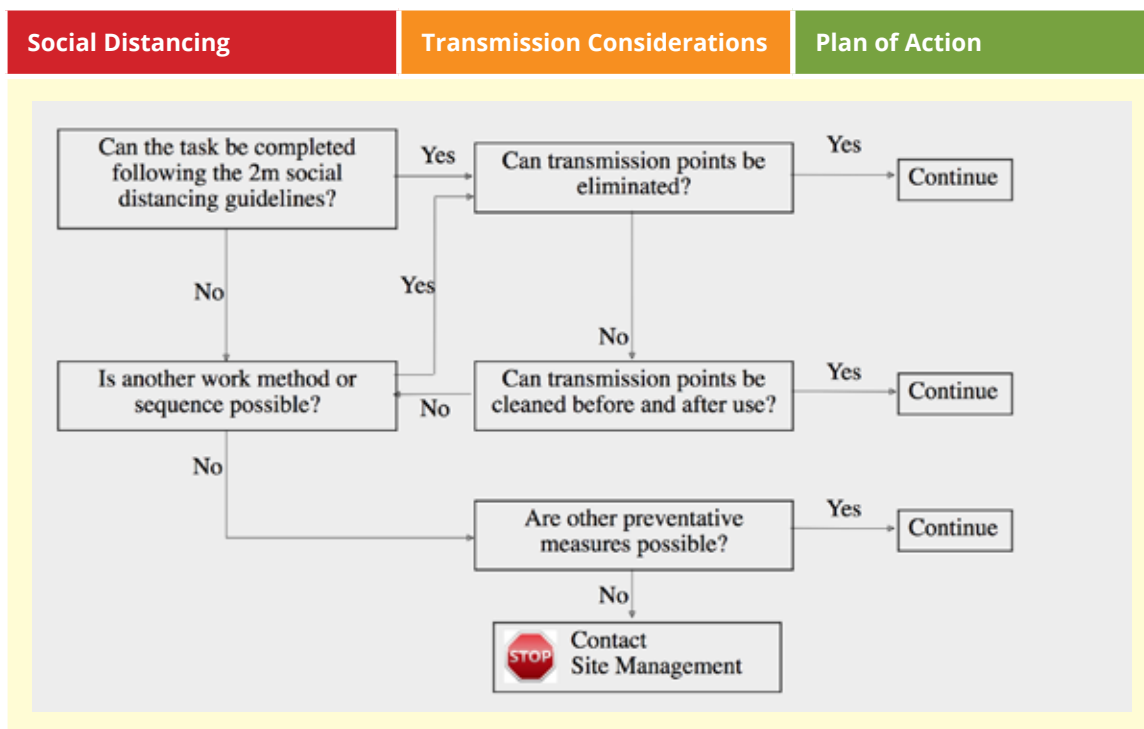 Social Distancing
Transmission Considerations
Plan of Action
Can the task be completed
following the 2m social
distancing guidelines?
Yes
Can transmission points be
eliminated?
Yes
Continue
No
Yes
No
Is another work method or
sequence possible?
No
Can transmission points be
cleaned before and after use?
Yes
Continue
No
Are other preventative
measures possible?
Yes
Continue
No
STOP
Contact
Site Management